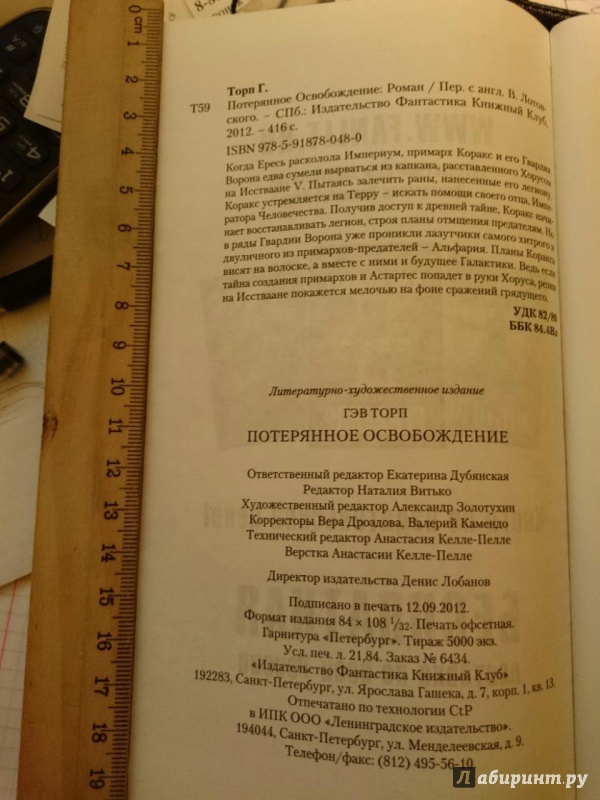 Торп Г.
Т59
Потерянное Освобождение: Роман / Пер. с англ. В. Лотов-
ского. – СПб.: Издательство Фантастика Книжный Клуб,
2012. – 416 с.
ISBN 978-5-91878-048-0
Когда Ересь расколола Империум, примарх Коракс и его Гвардия
Ворона едва сумели вырваться из капкана, расставленного Хорусом
на Исстваане V. Пытаясь залечить раны, нанесенные его легиону,
Коракс устремляется на Терру – искать помощи своего отца, Импе-
ратора Человечества. Получив доступ к древней тайне, Коракс начи-
нает восстанавливать легион, строя планы отмщения предателям. Но
в ряды Гвардии Ворона уже проникли лазутчики самого хитрого и
двуличного из примархов-предателей – Альфария. Планы Коракса
висят на волоске, а вместе с ними и будущее Галактики. Ведь если
тайна создания примархов и Астартес попадет в руки Хоруса, резня
на Исстваане покажется мелочью на фоне сражений грядущего.
УДК 82/89
ББК 84.4Вл
Литературно-художественное издание
ГЭВ ТОРП
ПОТЕРЯННОЕ ОСВОБОЖДЕНИЕ
Ответственный редактор Екатерина Дубянская
Редактор Наталия Витько
Художественный редактор Александр Золотухин
Корректоры Вера Дроздова, Валерий Камендо
Технический редактор Анастасия Келле-Пелле
Верстка Анастасии Келле-Пелле
Директор издательства Денис Лобанов
Подписано в печать 12.09.2012.
Формат издания 84 × 108 1/32. Печать офсетная.
Гарнитура «Петербург». Тираж 5000 экз.
Усл. печ. л. 21,84. Заказ № 6434.
«Издательство Фантастика Книжный Клуб»
192283, Санкт-Петербург, ул. Ярослава Гашека, д. 7, корп. 1, кв. 13.
Отпечатано по технологии CtP
в ИПК ООО «Ленинградское издательство».
194044, Санкт-Петербург, ул. Менделеевская, д. 9.
Телефон/факс: (812) 495-56-10.
0 cm 1 2 3 4 5 6 7 8 9 10 11 12 13 14 15 16 17 18 19
Лабиринт.ру